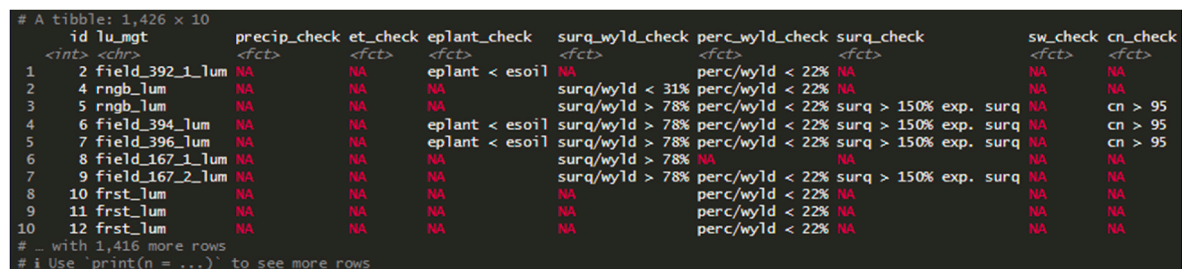 # A tibble: 1,426 × 10
id lu_mgt precip_check et_check eplant_check surq_wyld_check perc_wyld_check surq_check sw_check cn_check
<int> <chr> <fct> <fct> <fct> <fct> <fct> <fct> <fct> <fct>
1 2 field_392_1_lum NA NA eplant < esoil NA perc/wyld < 22% NA NA NA
2 4 rngb_lum NA NA NA surq/wyld < 31% perc/wyld < 22% NA NA NA
3 5 rngb_lum NA NA NA surq/wyld > 78% perc/wyld < 22% surq > 150% exp. surq NA cn > 95
4 6 field_394_lum NA NA eplant < esoil surq/wyld > 78% perc/wyld < 22% surq > 150% exp. surq NA cn > 95
5 7 field_396_lum NA NA eplant < esoil surq/wyld > 78% perc/wyld < 22% surq > 150% exp. surq NA cn > 95
6 8 field_167_1_lum NA NA NA surq/wyld > 78% NA NA NA NA
7 9 field_167_2_lum NA NA NA surq/wyld > 78% perc/wyld < 22% surq > 150% exp. surq NA NA
8 10 frst_lum NA NA NA NA perc/wyld < 22% NA NA NA
9 11 frst_lum NA NA NA NA perc/wyld < 22% NA NA NA
10 12 frst_lum NA NA NA NA perc/wyld < 22% NA NA NA
# … with 1,416 more rows
# ℹ Use `print(n = ...)` to see more rows